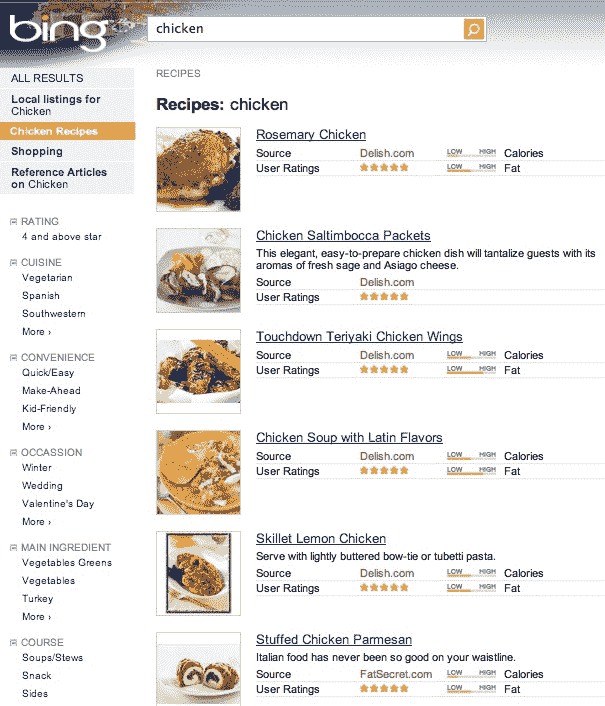 bing
chicken
ALL RESULTS
Local listings for
Chicken
Chicken Recipes
Shopping
Reference Articles
on Chicken
RATING
4 and above star
CUISINE
Vegetarian
Spanish
Southwestern
More ›
CONVENIENCE
Quick/Easy
Make-Ahead
Kid-Friendly
More ›
OCCASSION
Winter
Wedding
Valentine's Day
More ›
MAIN INGREDIENT
Vegetables Greens
Vegetables
Turkey
More ›
COURSE
Soups/Stews
Snack
Sides
RECIPES
Recipes: chicken
Rosemary Chicken
Source Delish.com LOW HIGH Calories
User Ratings LOW HIGH Fat
Chicken Saltimbocca Packets
This elegant, easy-to-prepare chicken dish will tantalize guests with its
aromas of fresh sage and Asiago cheese.
Source Delish.com
User Ratings
Touchdown Teriyaki Chicken Wings
Source Delish.com LOW HIGH Calories
User Ratings LOW HIGH Fat
Chicken Soup with Latin Flavors
Source Delish.com LOW HIGH Calories
User Ratings LOW HIGH Fat
Skillet Lemon Chicken
Serve with lightly buttered bow-tie or tubetti pasta.
Source Delish.com LOW HIGH Calories
User Ratings LOW HIGH Fat
Stuffed Chicken Parmesan
Italian food has never been so good on your waistline.
Source FatSecret.com LOW HIGH Calories
User Ratings LOW HIGH Fat